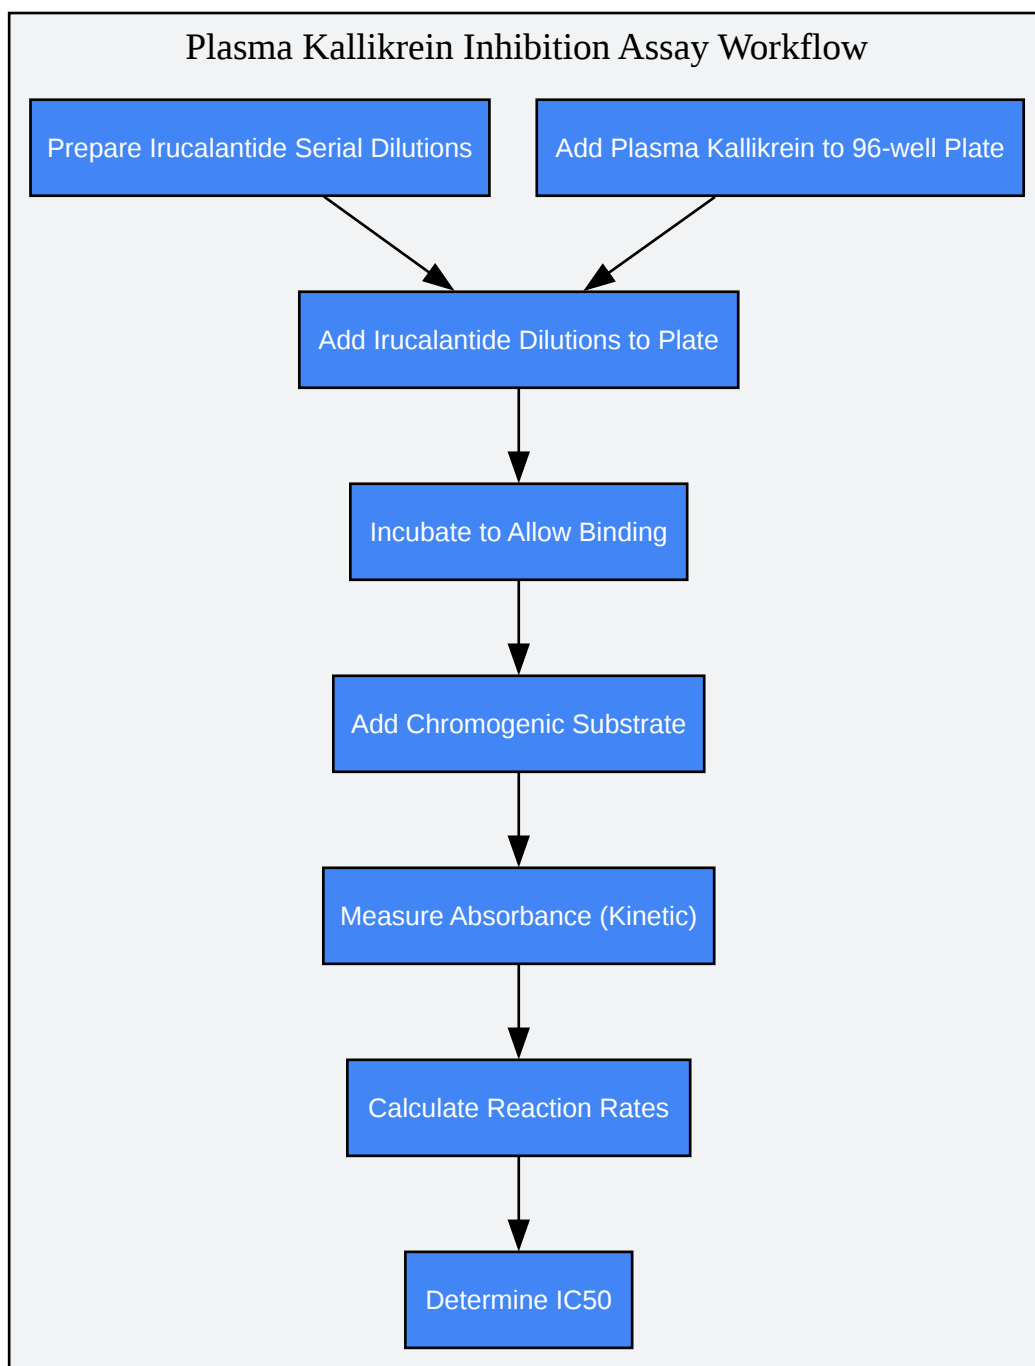 Plasma Kallikrein Inhibition Assay Workflow
Prepare Irucalantide Serial Dilutions
Add Plasma Kallikrein to 96-well Plate
Add Irucalantide Dilutions to Plate
Incubate to Allow Binding
Add Chromogenic Substrate
Measure Absorbance (Kinetic)
Calculate Reaction Rates
Determine IC50